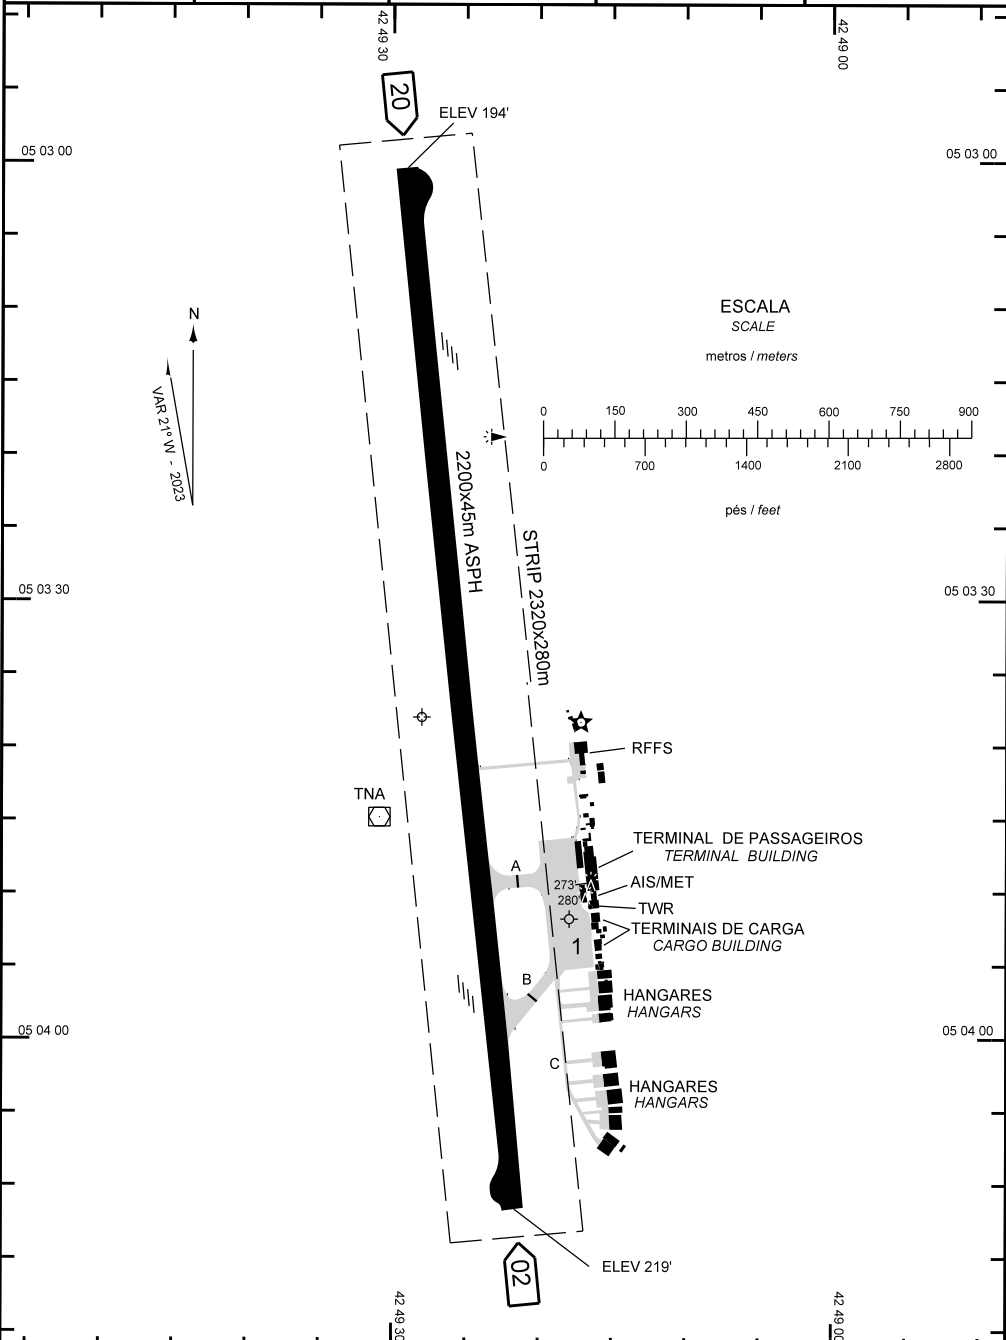 42 49 30
42 49 00
20
ELEV 194'
05 03 00
05 03 00
N
VAR 21º W - 2023
ESCALA
SCALE
metros / meters
0 150 300 450 600 750 900
0 700 1400 2100 2800
pés / feet
2200x45m ASPH
STRIP 2320x280m
05 03 30
05 03 30
RFFS
TNA
TERMINAL DE PASSAGEIROS
TERMINAL BUILDING
A
273'
AIS/MET
280'
TWR
TERMINAIS DE CARGA
CARGO BUILDING
1
B
HANGARES
HANGARS
05 04 00
05 04 00
C
HANGARES
HANGARS
02
ELEV 219'
42 49 30
42 49 00